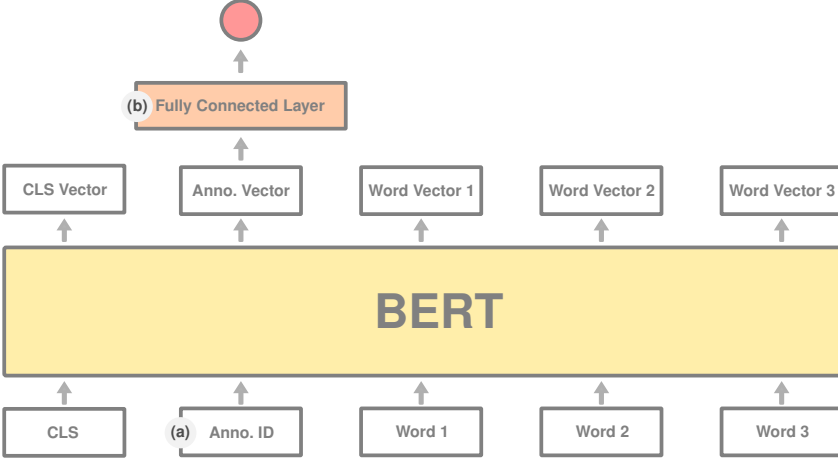 (b) Fully Connected Layer
CLS Vector Anno. Vector Word Vector 1 Word Vector 2 Word Vector 3
BERT
CLS (a) Anno. ID Word 1 Word 2 Word 3